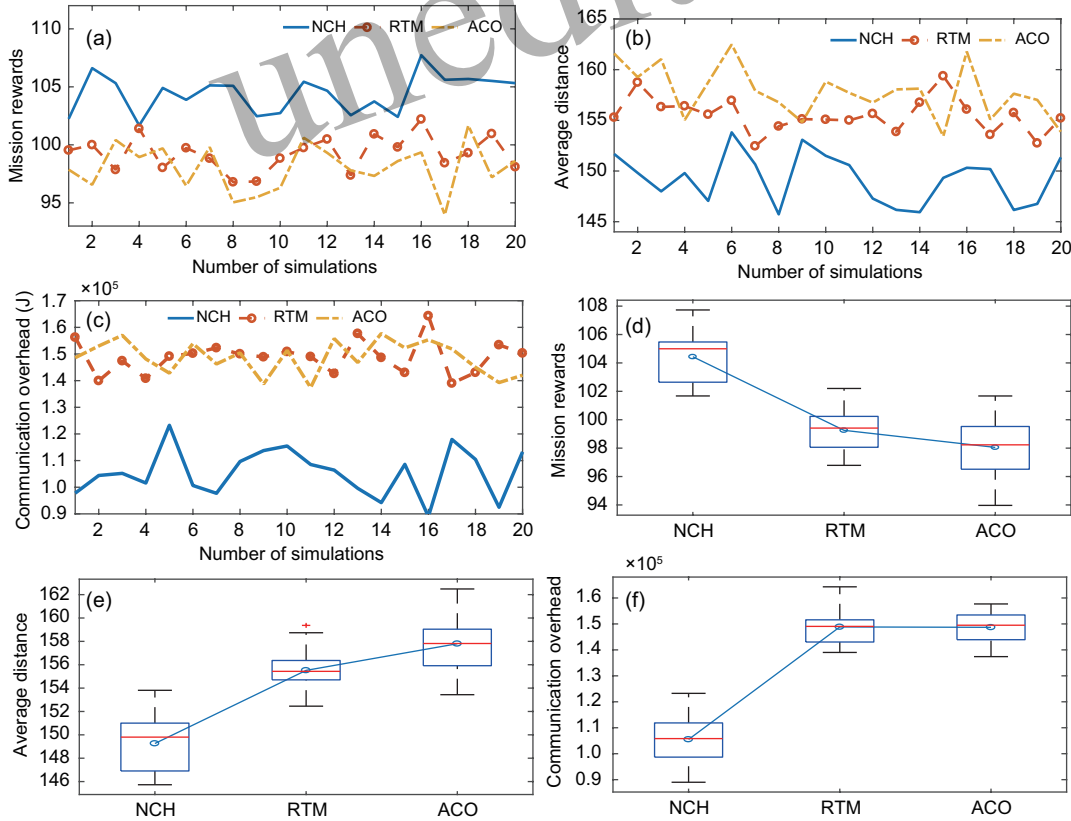 (a)
NCH RTM ACO
Mission rewards
110
105
100
95
2 4 6 8 10 12 14 16 18 20
Number of simulations
(b)
NCH RTM ACO
Average distance
165
160
155
150
145
2 4 6 8 10 12 14 16 18 20
Number of simulations
×10⁵
(c)
NCH RTM ACO
Communication overhead (J)
1.7
1.6
1.5
1.4
1.3
1.2
1.1
1.0
0.9
2 4 6 8 10 12 14 16 18 20
Number of simulations
(d)
Mission rewards
108
106
104
102
100
98
96
94
NCH RTM ACO
(e)
Average distance
162
160
158
156
154
152
150
148
146
NCH RTM ACO
×10⁵
(f)
Communication overhead
1.6
1.5
1.4
1.3
1.2
1.1
1.0
0.9
NCH RTM ACO